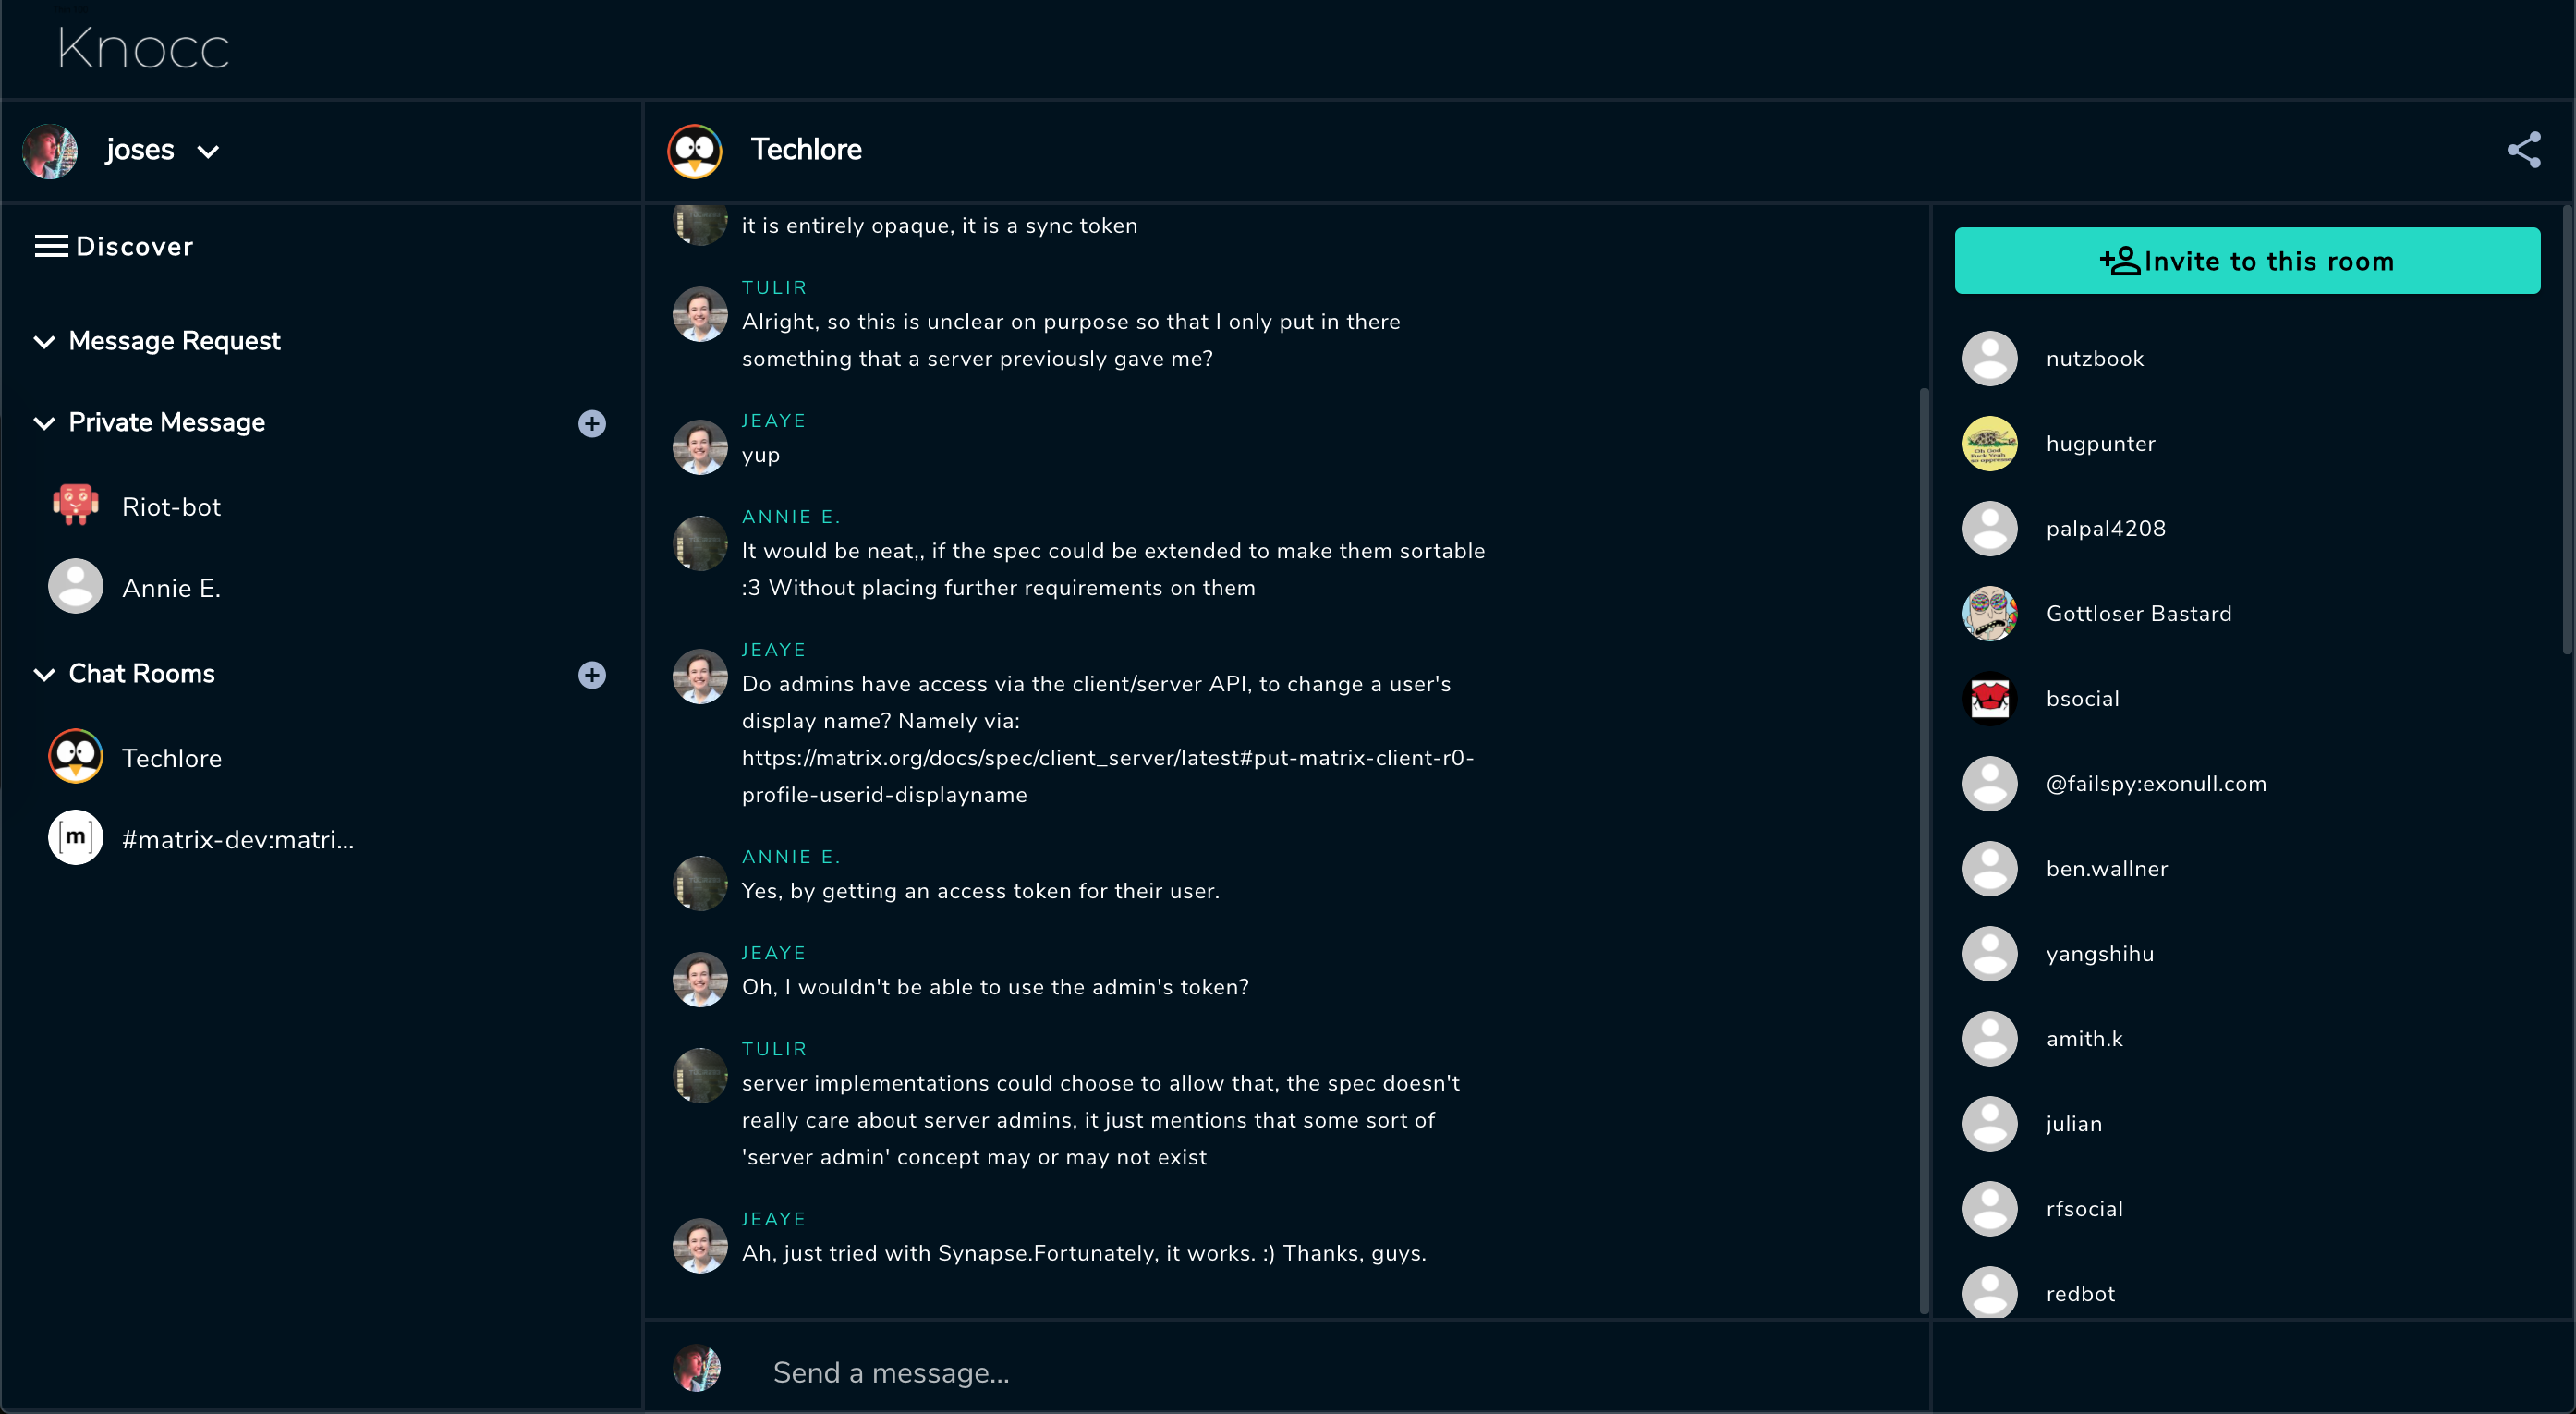 Knocc
joses
Techlore
Discover
Message Request
Private Message
Riot-bot
Annie E.
Chat Rooms
Techlore
[m]
#matrix-dev:matri...
it is entirely opaque, it is a sync token
TULIR
Alright, so this is unclear on purpose so that I only put in there
something that a server previously gave me?
JEAYE
yup
ANNIE E.
It would be neat,, if the spec could be extended to make them sortable
:3 Without placing further requirements on them
JEAYE
Do admins have access via the client/server API, to change a user's
display name? Namely via:
https://matrix.org/docs/spec/client_server/latest#put-matrix-client-r0-
profile-userid-displayname
ANNIE E.
Yes, by getting an access token for their user.
JEAYE
Oh, I wouldn't be able to use the admin's token?
TULIR
server implementations could choose to allow that, the spec doesn't
really care about server admins, it just mentions that some sort of
'server admin' concept may or may not exist
JEAYE
Ah, just tried with Synapse.Fortunately, it works. :) Thanks, guys.
Send a message...
Invite to this room
nutzbook
Oh God
Fuck Yeah
hugpunter
palpal4208
Gottloser Bastard
bsocial
@failspy:exonull.com
ben.wallner
yangshihu
amith.k
julian
rfsocial
redbot